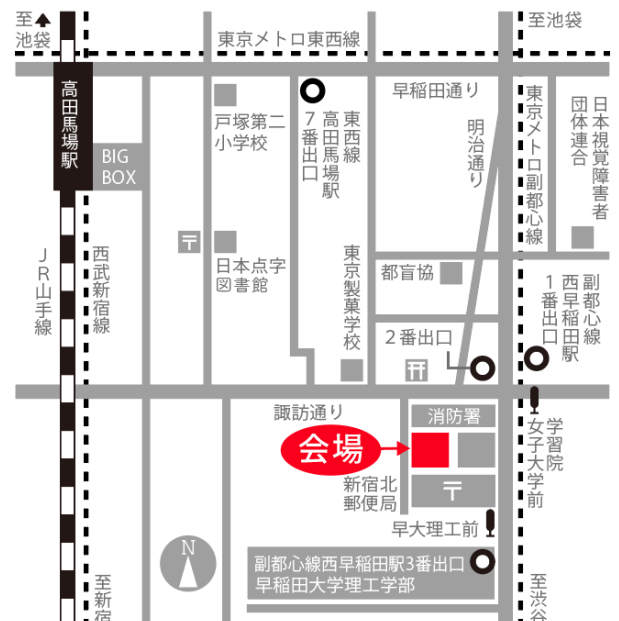 至
池袋
東京メトロ東西線
至池袋
高田馬場駅
BIG
BOX
戸塚第二
小学校
東西線
高田馬場駅
7番出口
早稲田通り
明治通り
東京メトロ副都心線
日本視覚障害者
団体連合
JR山手線
西武新宿線
〒
日本点字
図書館
東京製菓学校
都盲協
2番出口
副都心線
西早稲田駅
1番出口
諏訪通り
消防署
会場
新宿北
郵便局
〒
学習院
女子大学前
早大理工前
N
副都心線西早稲田駅3番出口
早稲田大学理工学部
至新宿
至渋谷